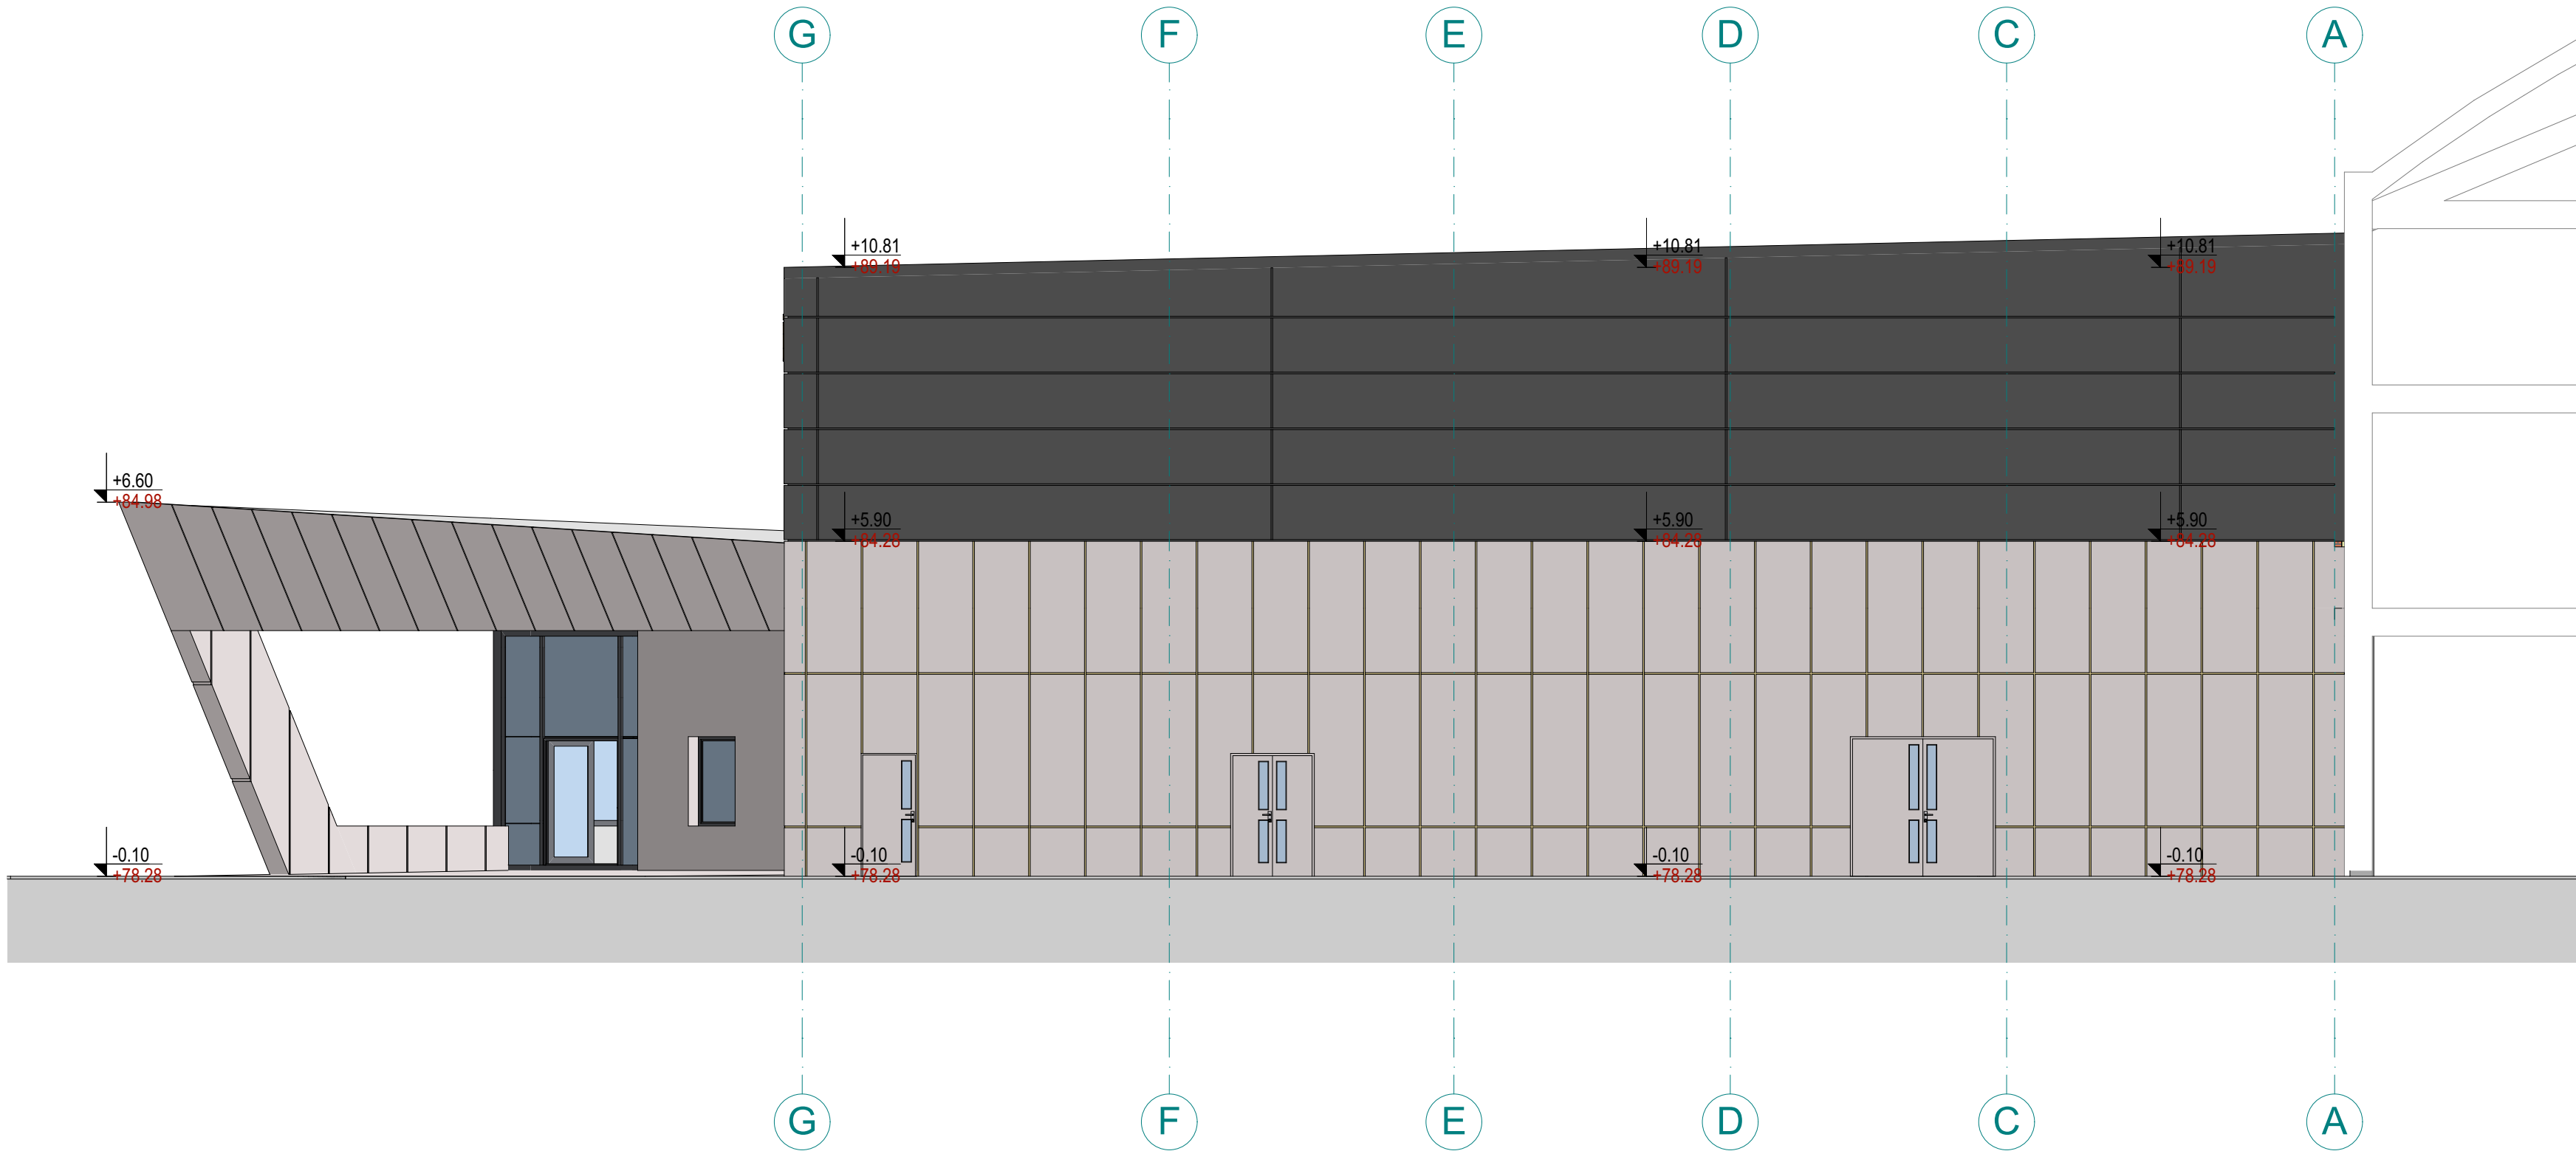 G F E D C A
+10.81 +10.81 +10.81
+89.19 +89.19 +89.19
+6.60
+84.98
+5.90 +5.90 +5.90
+84.28 +84.28 +84.28
-0.10 -0.10 -0.10 -0.10
+78.28 +78.28 +78.28 +78.28
G F E D C A